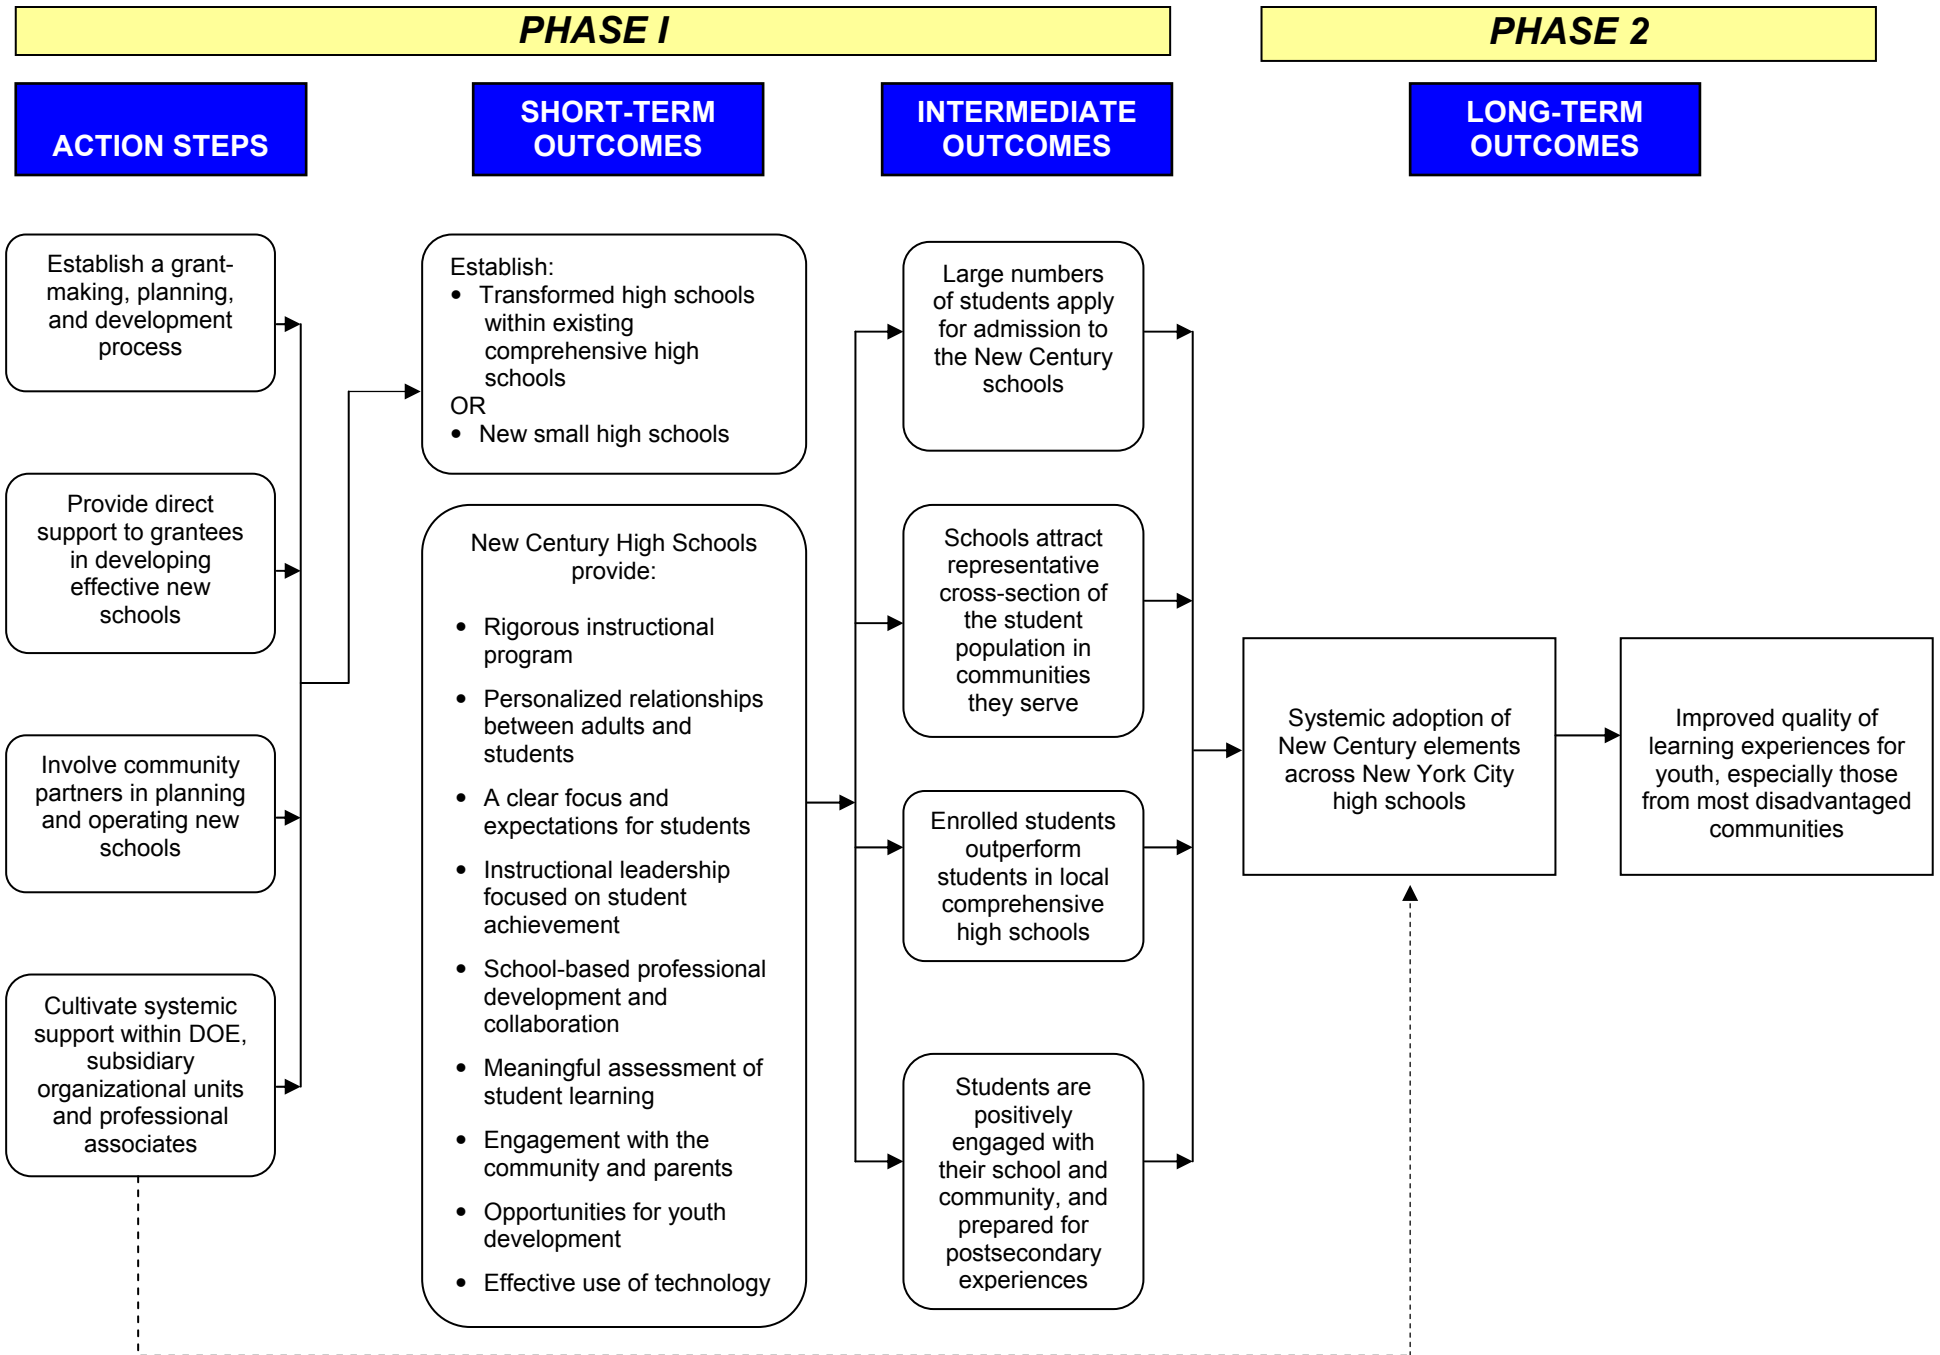 PHASE I
PHASE 2
ACTION STEPS
SHORT-TERM
OUTCOMES
INTERMEDIATE
OUTCOMES
LONG-TERM
OUTCOMES
Establish a grant-
making, planning,
and development
process
Provide direct
support to grantees
in developing
effective new
schools
Involve community
partners in planning
and operating new
schools
Cultivate systemic
support within DOE,
subsidiary
organizational units
and professional
associates
Establish:
• Transformed high schools
within existing
comprehensive high
schools
OR
• New small high schools
New Century High Schools
provide:
• Rigorous instructional
program
• Personalized relationships
between adults and
students
• A clear focus and
expectations for students
• Instructional leadership
focused on student
achievement
• School-based professional
development and
collaboration
• Meaningful assessment of
student learning
• Engagement with the
community and parents
• Opportunities for youth
development
• Effective use of technology
Large numbers
of students apply
for admission to
the New Century
schools
Schools attract
representative
cross-section of
the student
population in
communities
they serve
Enrolled students
outperform
students in local
comprehensive
high schools
Students are
positively
engaged with
their school and
community, and
prepared for
postsecondary
experiences
Systemic adoption of
New Century elements
across New York City
high schools
Improved quality of
learning experiences for
youth, especially those
from most disadvantaged
communities